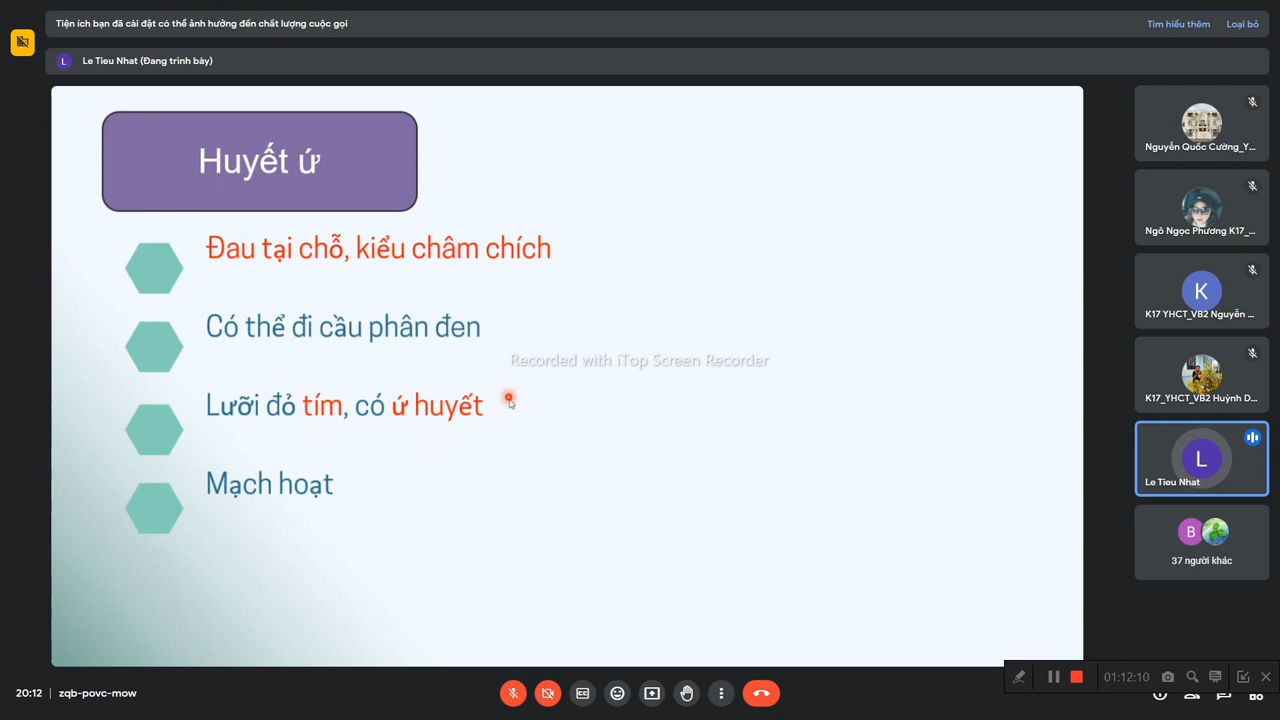 Tiện ích bạn đã cài đặt có thể ảnh hưởng đến chất lượng cuộc gọi
Tìm hiểu thêm
Loại bỏ
L
Le Tieu Nhat (Đang trình bày)
Huyết ứ
Đau tại chỗ, kiểu châm chích
Có thể đi cầu phân đen
Recorded with iTop Screen Recorder
Lưỡi đỏ tím, có ứ huyết
Mạch hoạt
Nguyễn Quốc Cường_Y...
Ngô Ngọc Phương K17_...
K
K17 YHCT_VB2 Nguyễn ...
K17_YHCT_VB2 Huỳnh D...
L
Le Tieu Nhat
B
37 người khác
01:12:10
20:12
zqb-povc-mow